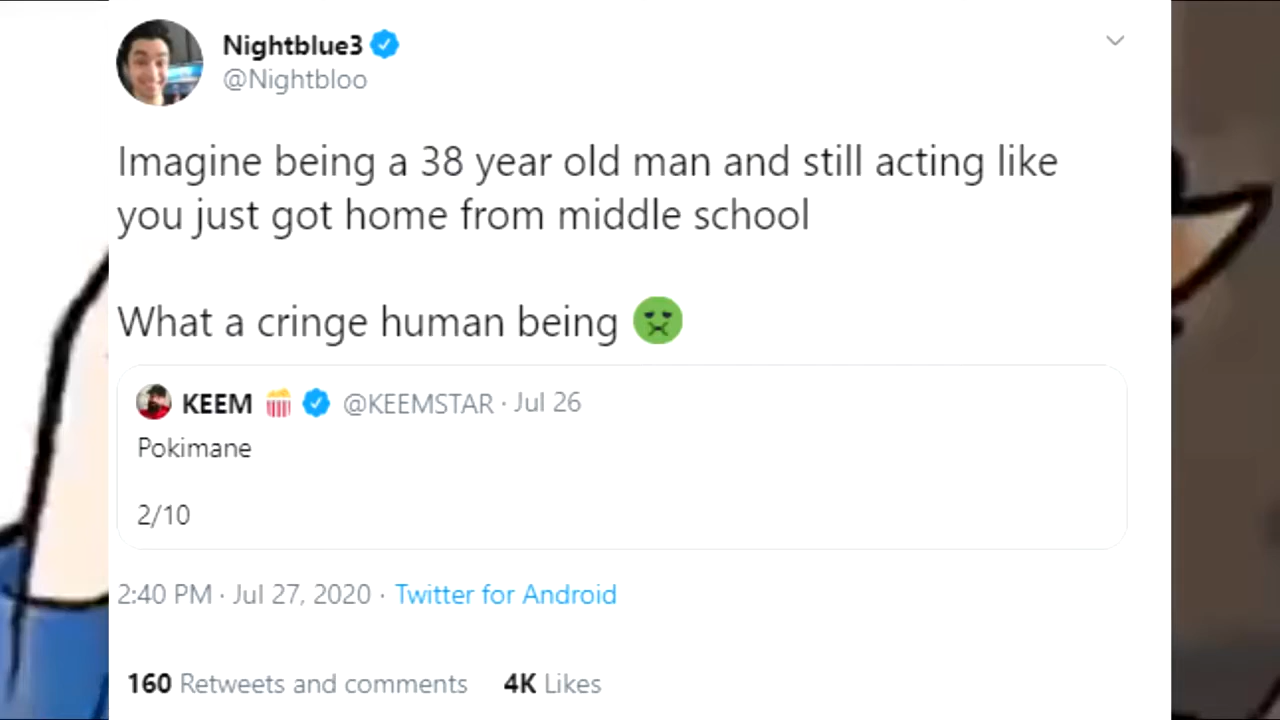 Nightblue3
@Nightbloo
Imagine being a 38 year old man and still acting like
you just got home from middle school
What a cringe human being 🤢
KEEM 🍿 @KEEMSTAR · Jul 26
Pokimane
2/10
2:40 PM · Jul 27, 2020 · Twitter for Android
160 Retweets and comments 4K Likes